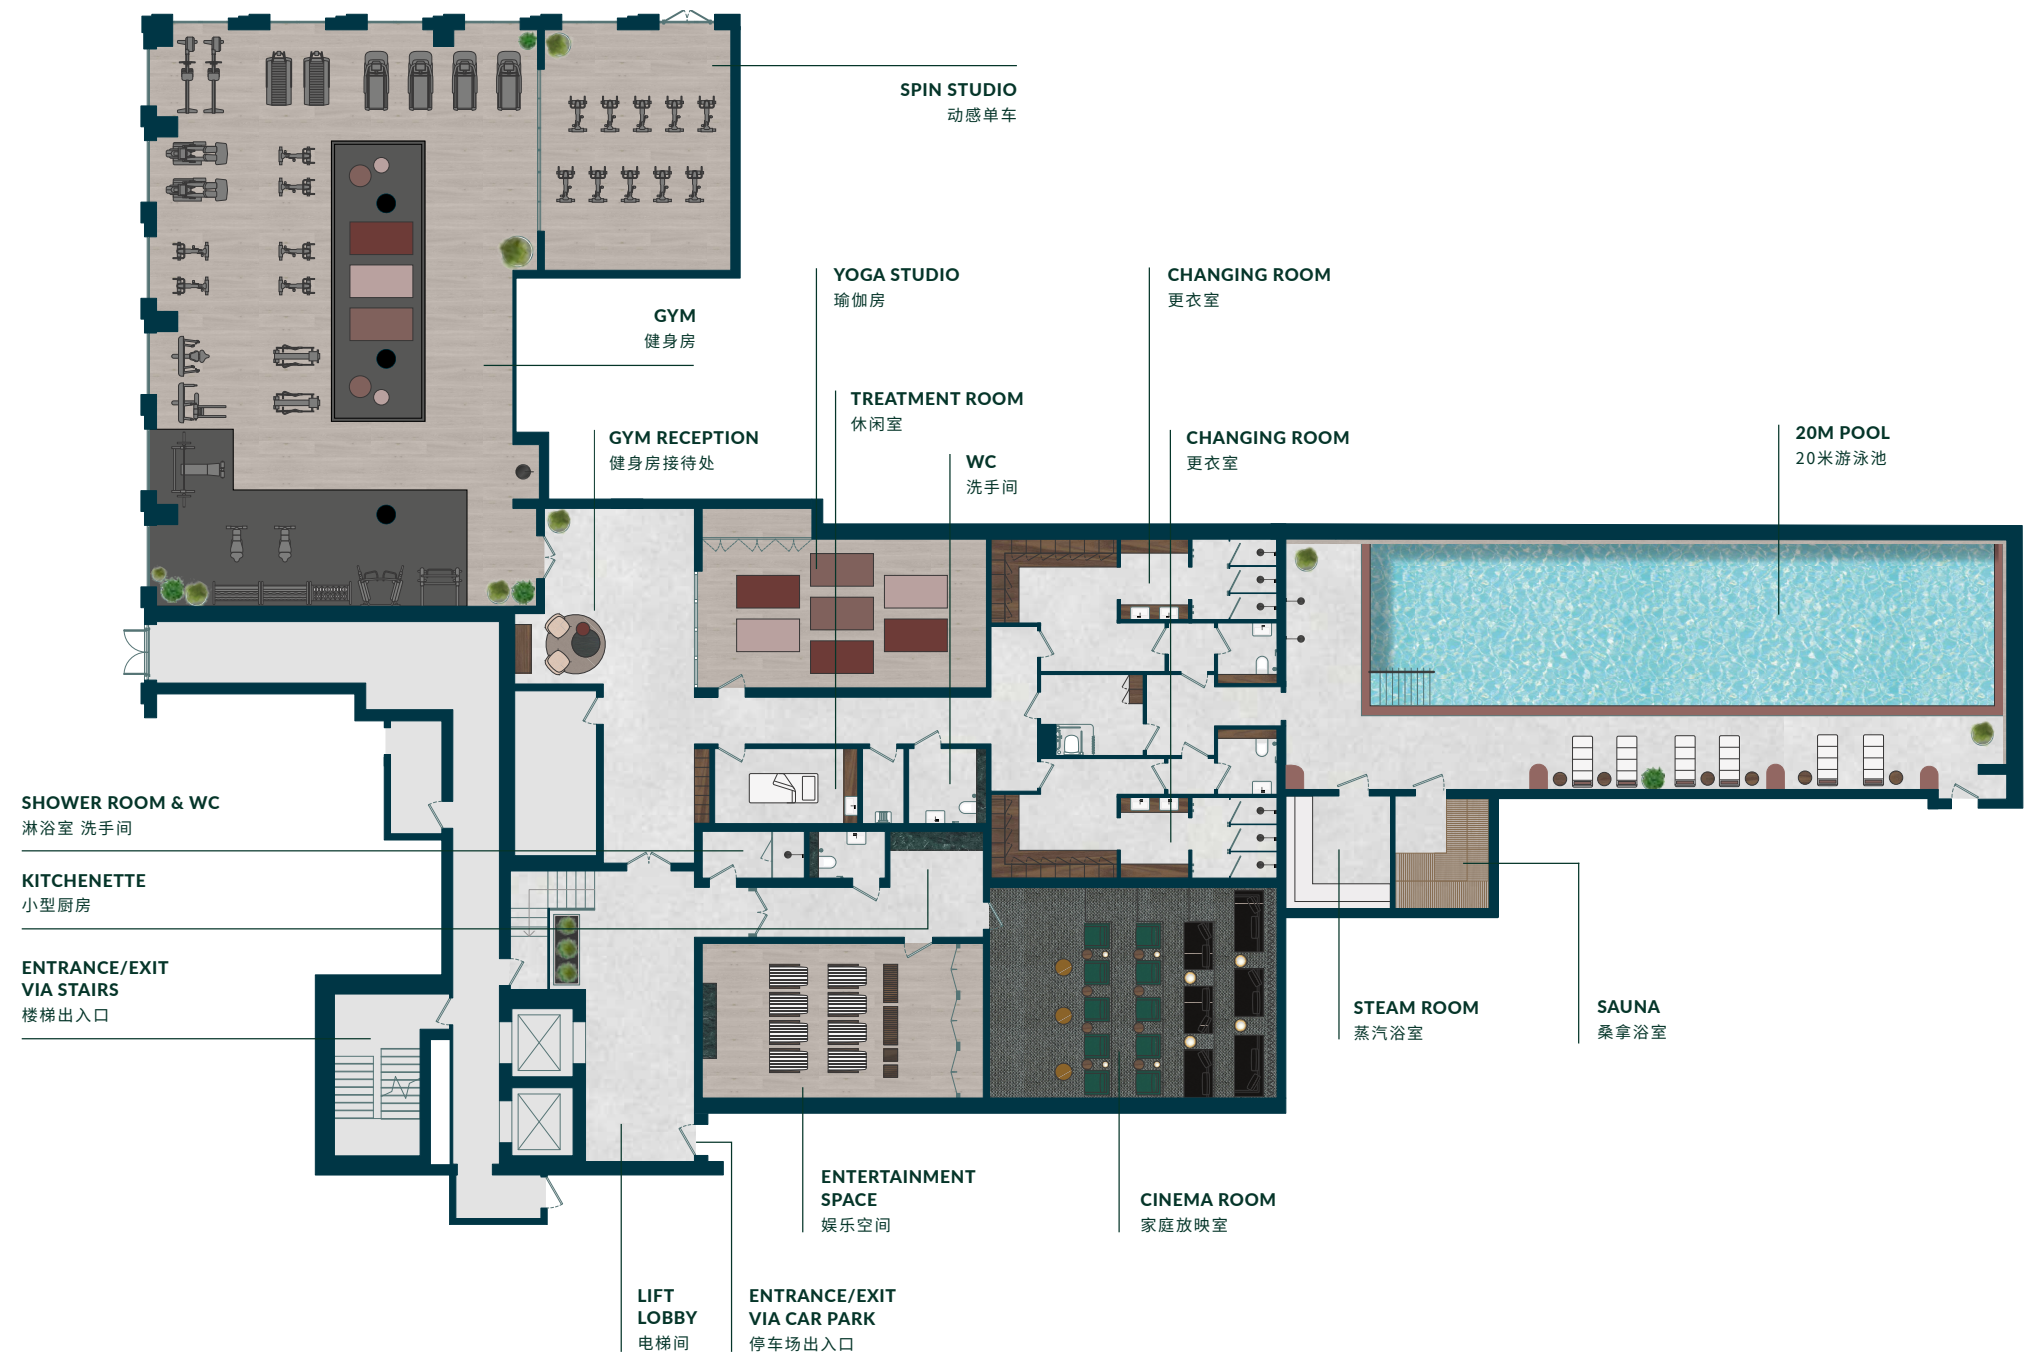 SPIN STUDIO
动感单车
YOGA STUDIO
瑜伽房
CHANGING ROOM
更衣室
GYM
健身房
TREATMENT ROOM
休闲室
GYM RECEPTION
健身房接待处
WC
洗手间
CHANGING ROOM
更衣室
20M POOL
20米游泳池
SHOWER ROOM & WC
淋浴室 洗手间
KITCHENETTE
小型厨房
ENTRANCE/EXIT
VIA STAIRS
楼梯出入口
STEAM ROOM
蒸汽浴室
SAUNA
桑拿浴室
ENTERTAINMENT
SPACE
娱乐空间
CINEMA ROOM
家庭放映室
LIFT
LOBBY
电梯间
ENTRANCE/EXIT
VIA CAR PARK
停车场出入口